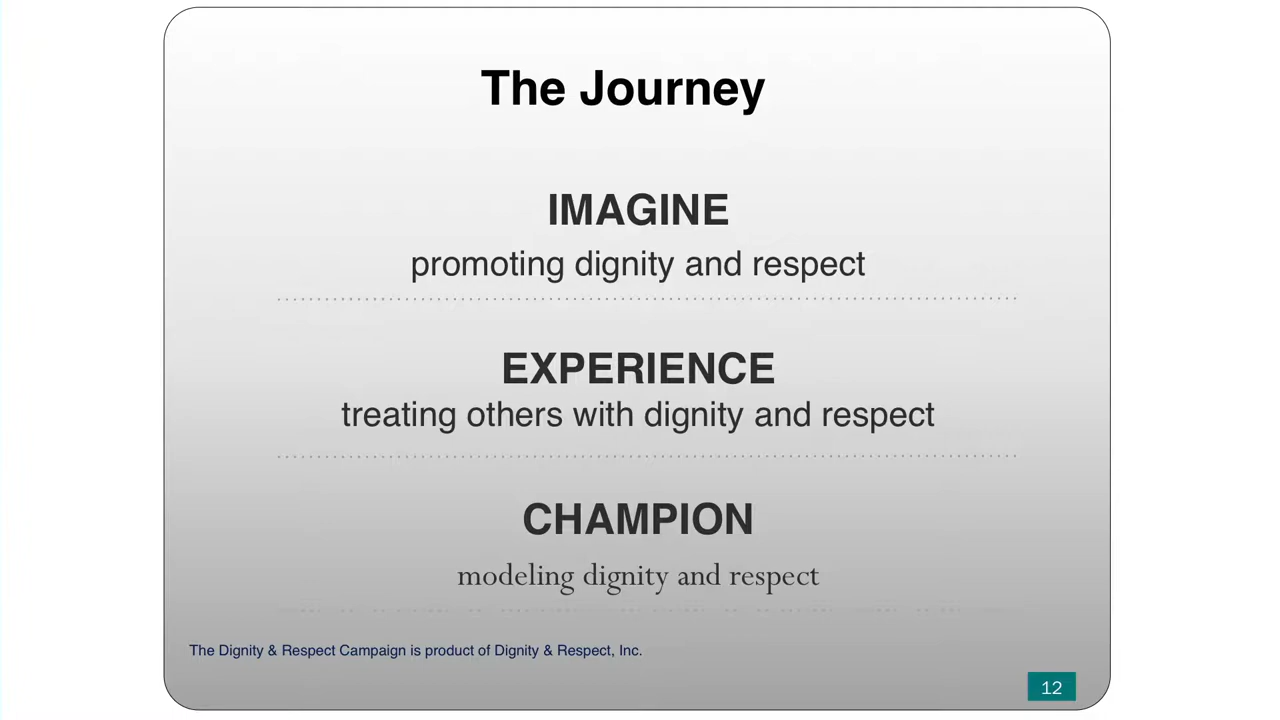 The Journey
IMAGINE
promoting dignity and respect
EXPERIENCE
treating others with dignity and respect
CHAMPION
modeling dignity and respect
The Dignity & Respect Campaign is product of Dignity & Respect, Inc.
12